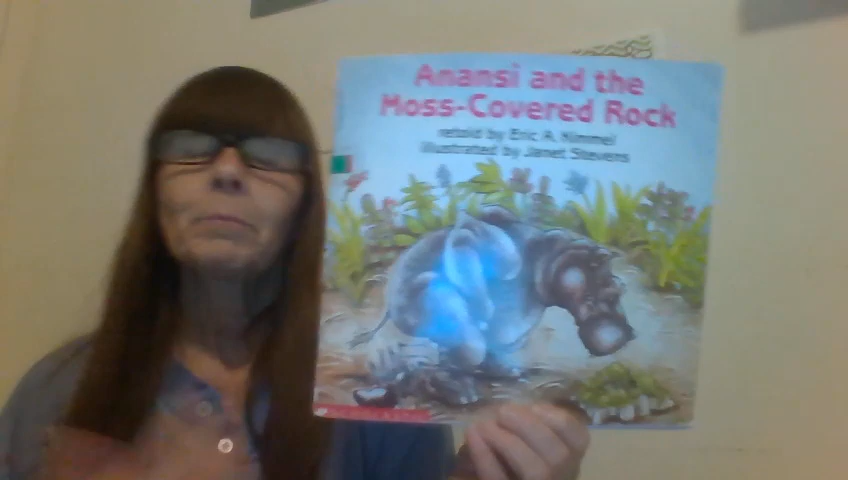 Anansi and the
Moss-Covered Rock
retold by Eric A. Kimmel
illustrated by Janet Stevens